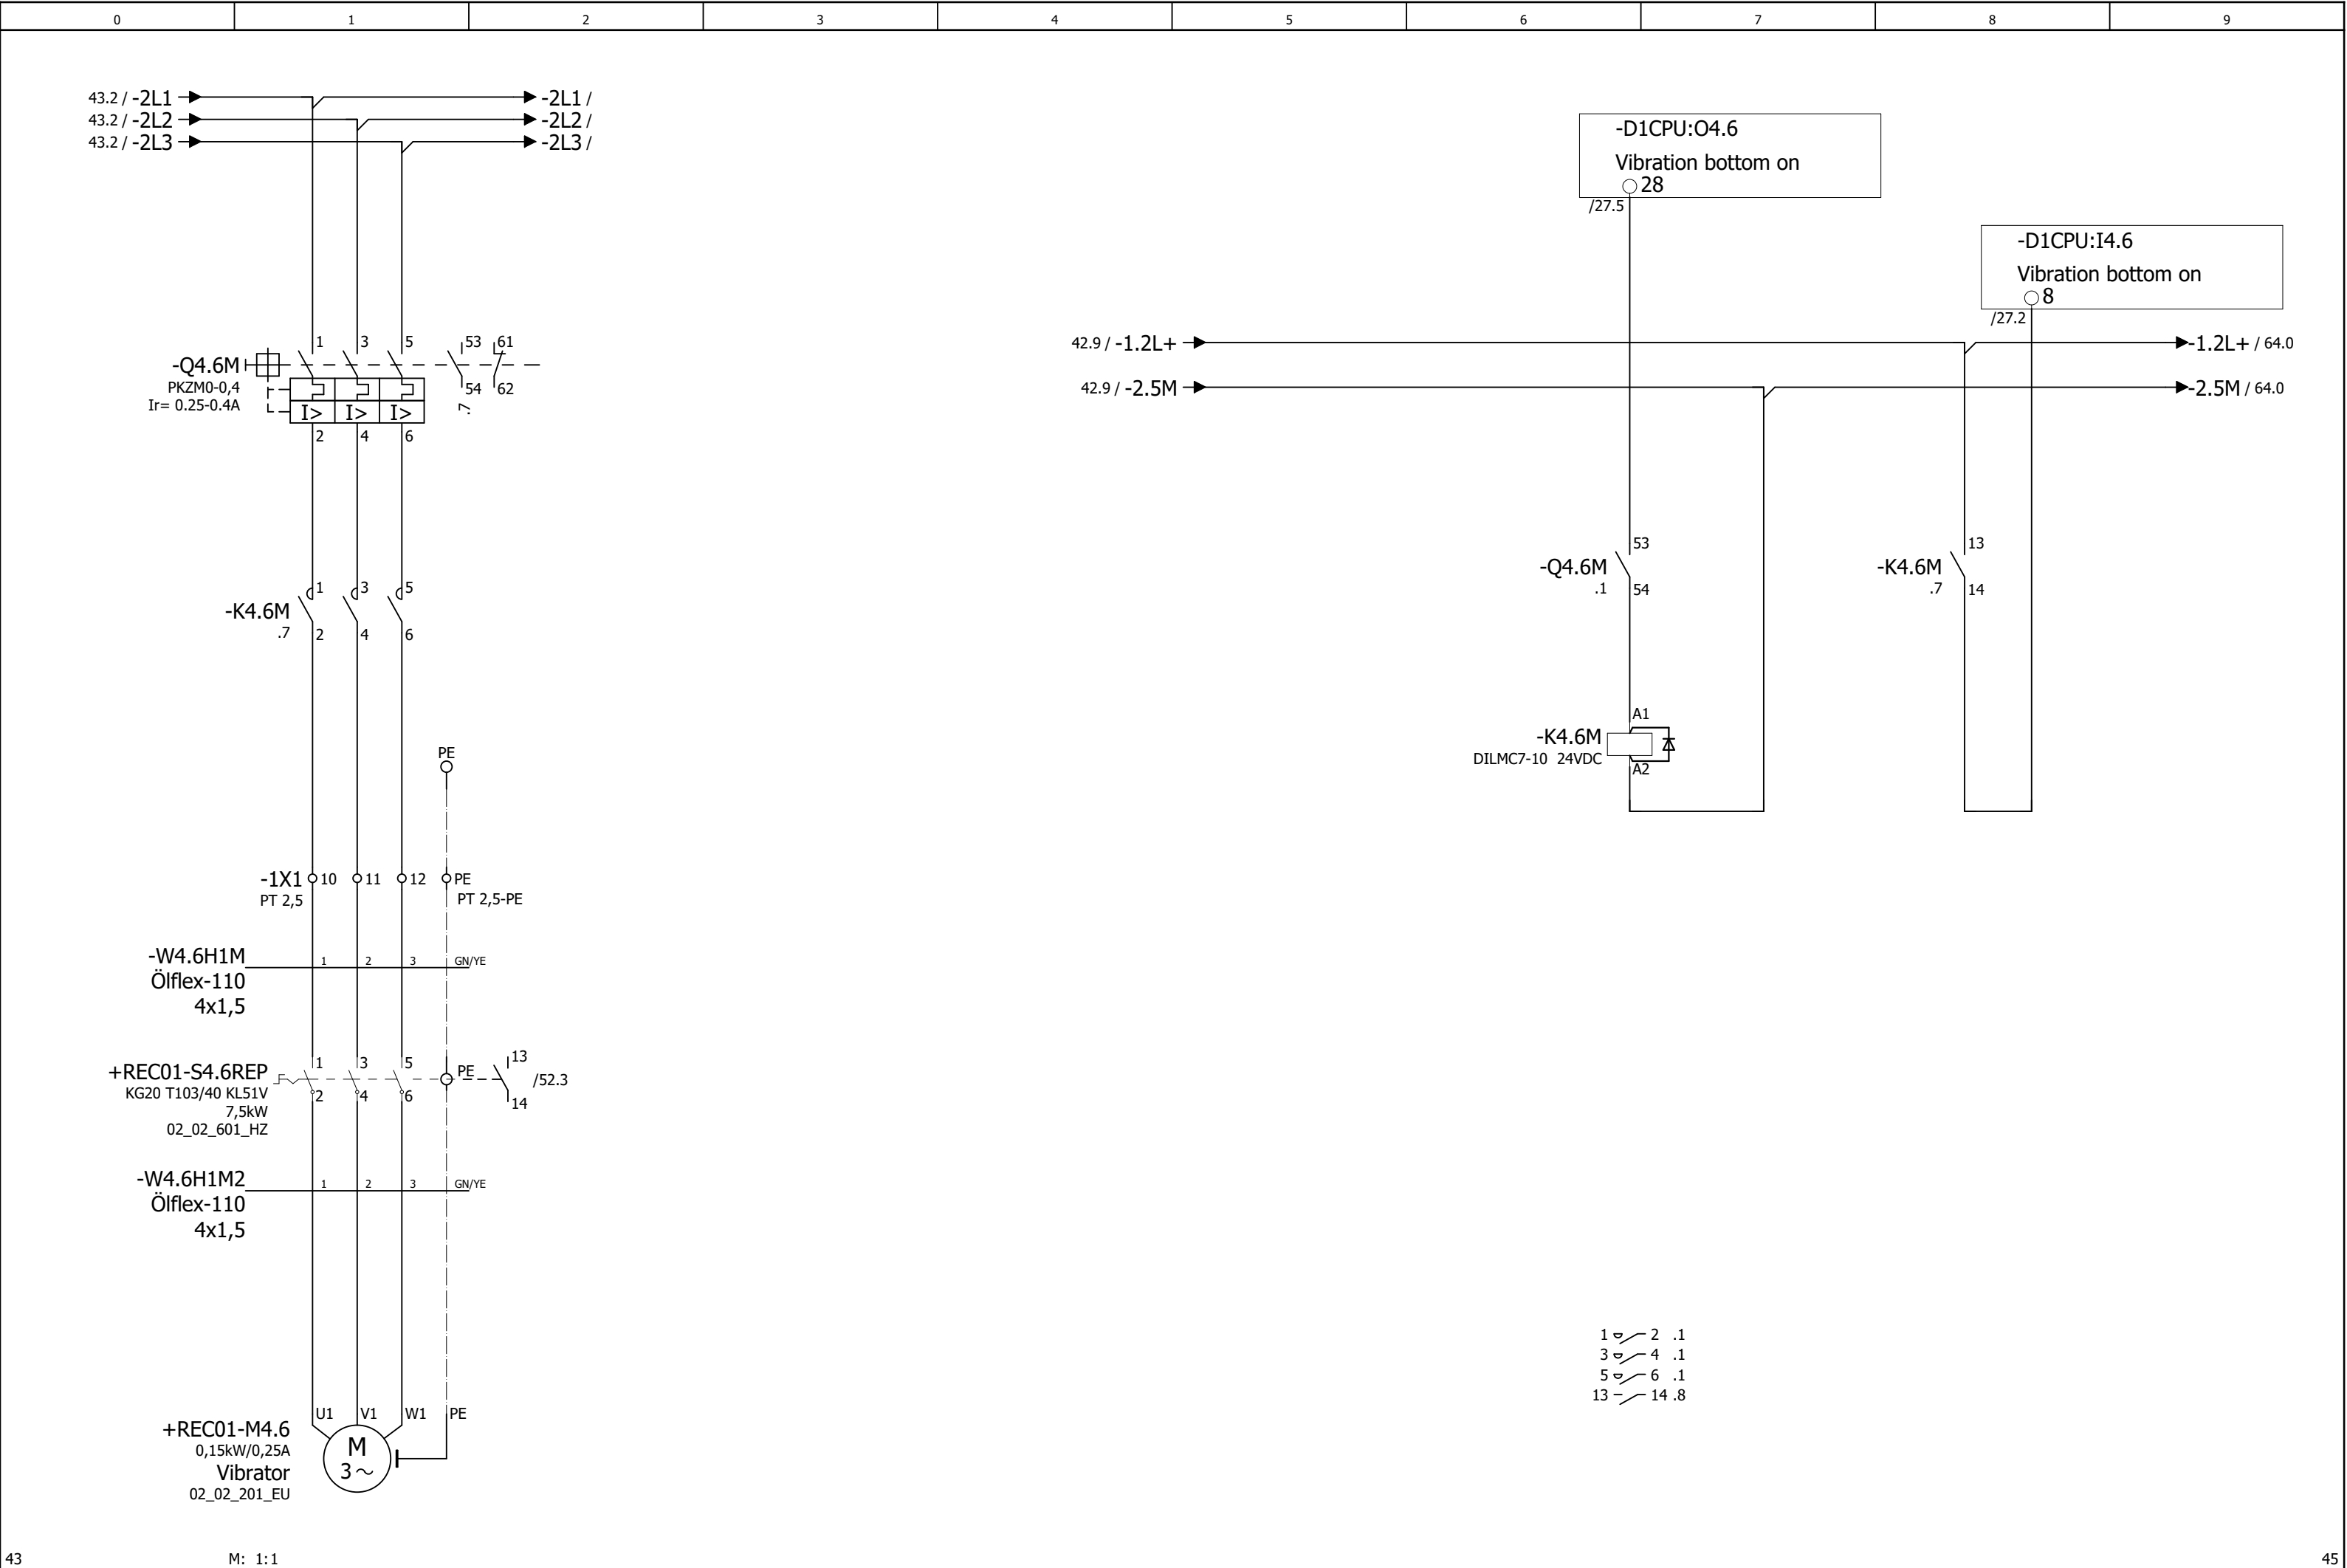 0 1 2 3 4 5 6 7 8 9
43.2 / -2L1 -2L1 /
43.2 / -2L2 -2L2 /
43.2 / -2L3 -2L3 /
-D1CPU:O4.6
Vibration bottom on
28
/27.5
-D1CPU:I4.6
Vibration bottom on
8
/27.2
42.9 / -1.2L+ -1.2L+ / 64.0
42.9 / -2.5M -2.5M / 64.0
1 3 5 53 61
-Q4.6M
PKZM0-0,4
Ir= 0.25-0.4A
54 62
I> I> I>
.7
2 4 6
53
-Q4.6M
.1
54
13
-K4.6M
.7
14
1 3 5
-K4.6M
.7
2 4 6
A1
-K4.6M
DILMC7-10 24VDC
A2
PE
-1X1 10 11 12 PE
PT 2,5 PT 2,5-PE
-W4.6H1M
1 2 3 GN/YE
Ölflex-110
4x1,5
1 3 5 PE 13
+REC01-S4.6REP
/52.3
KG20 T103/40 KL51V
2 4 6 14
7,5kW
02_02_601_HZ
-W4.6H1M2
1 2 3 GN/YE
Ölflex-110
4x1,5
1 2 .1
3 4 .1
5 6 .1
13 14 .8
U1 V1 W1 PE
+REC01-M4.6
0,15kW/0,25A
M
3~
Vibrator
02_02_201_EU
43 M: 1:1 45